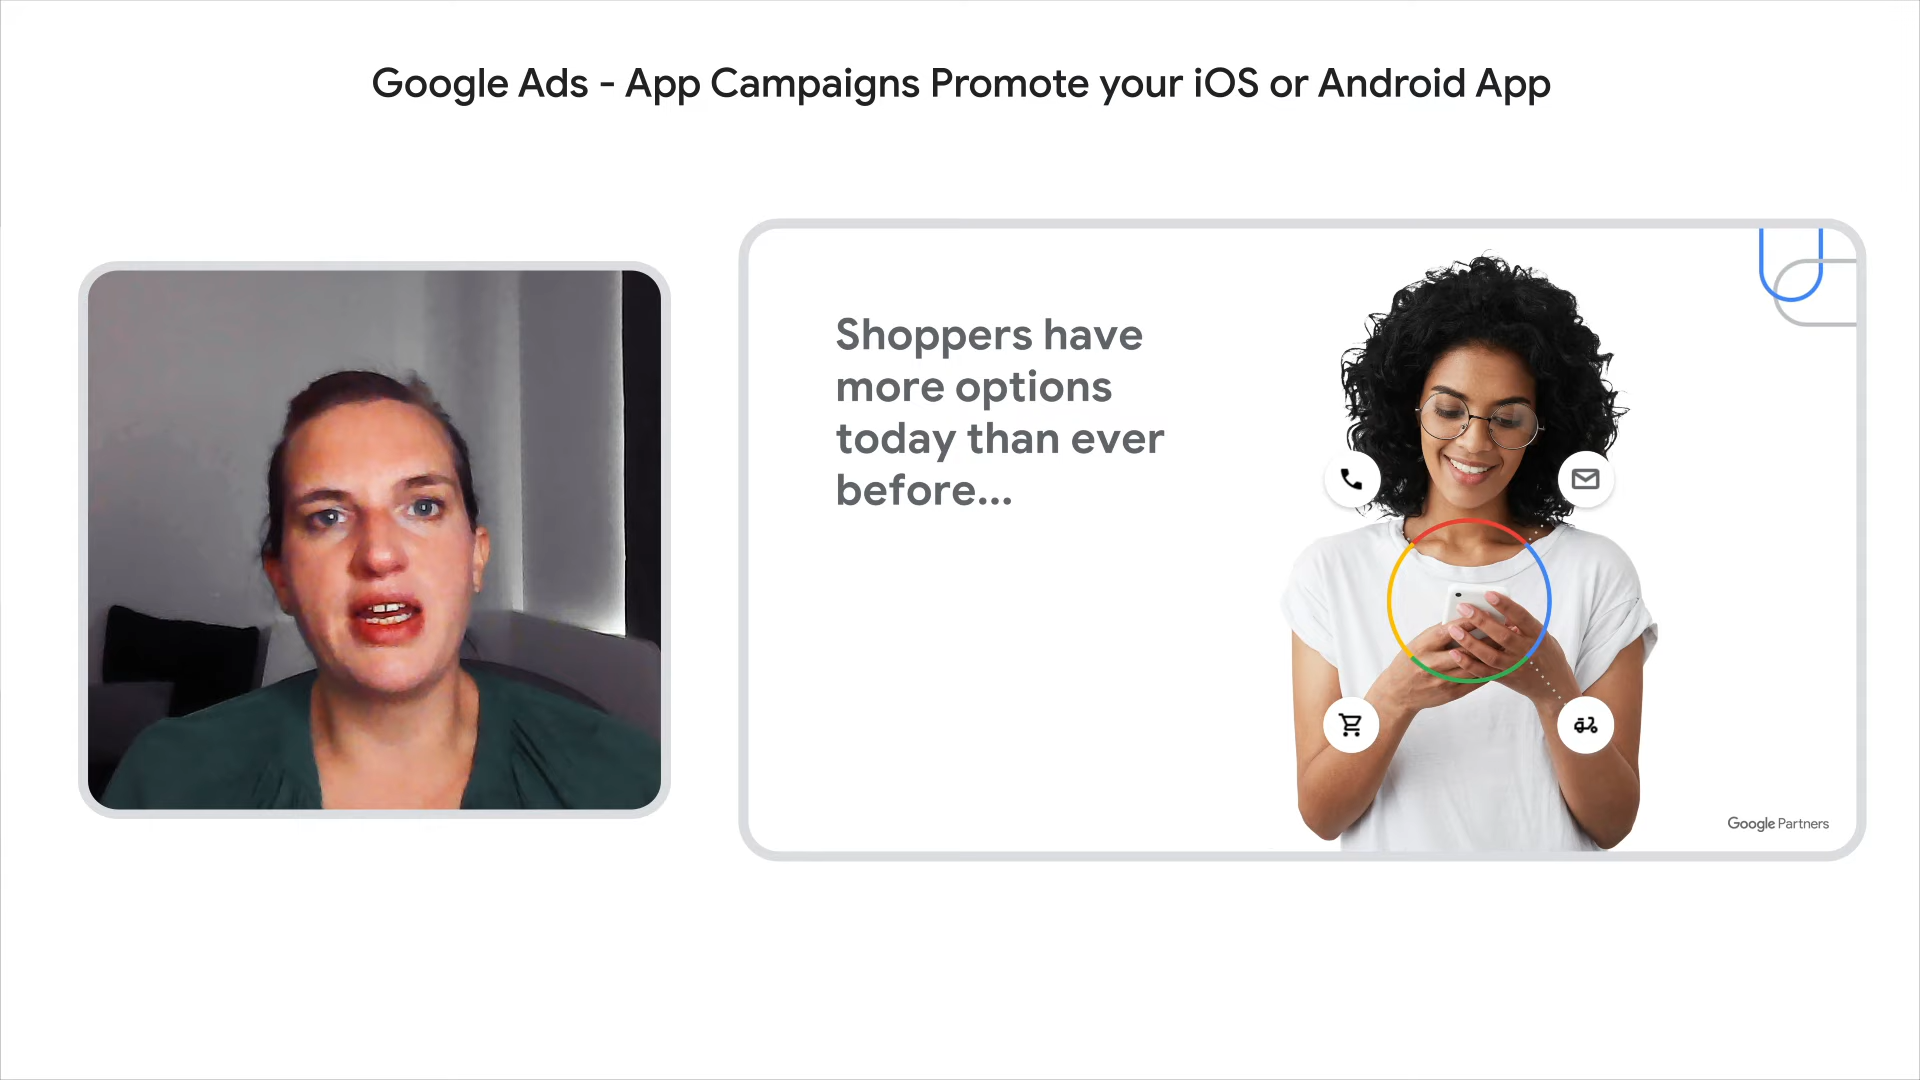 Google Ads - App Campaigns Promote your iOS or Android App
Shoppers have
more options
today than ever
before...
Google Partners